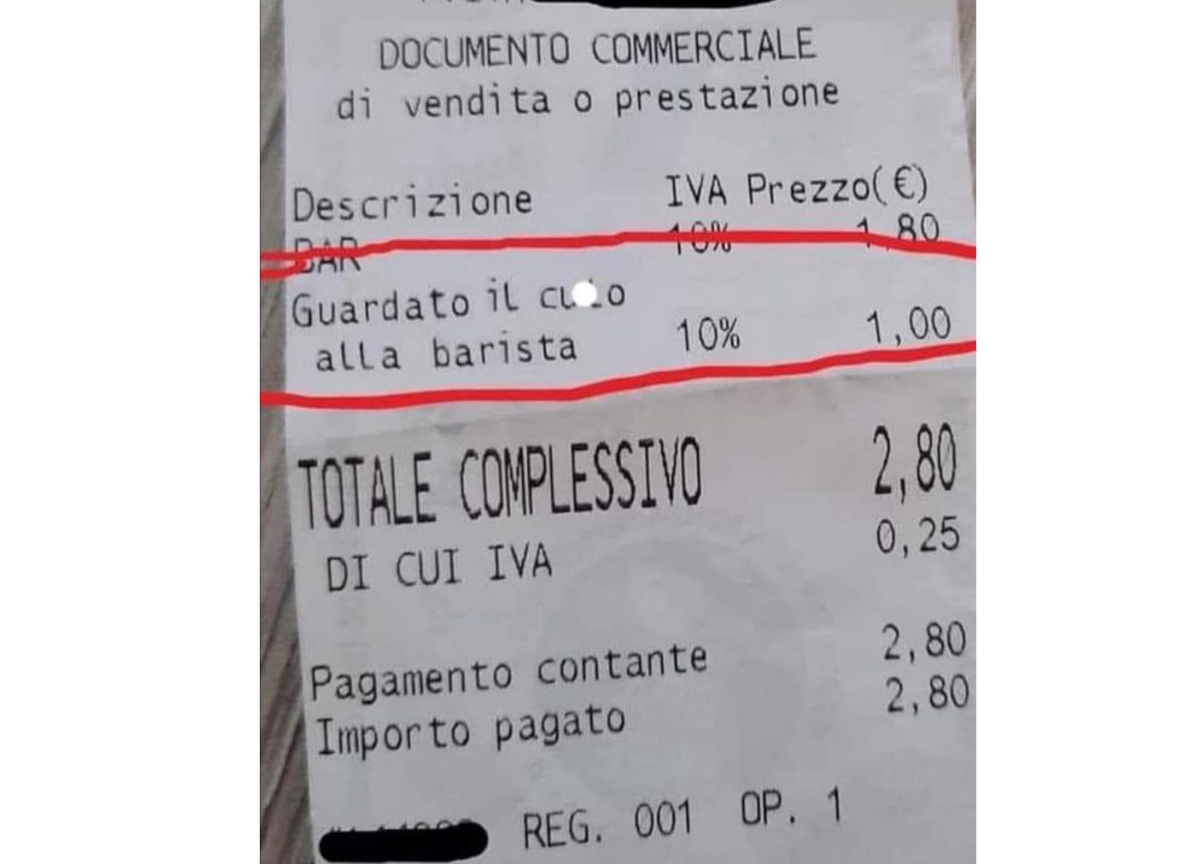 DOCUMENTO COMMERCIALE
di vendita o prestazione
Descrizione IVA Prezzo(€)
BAR 10% 1,80
Guardato il culo
alla barista 10% 1,00
TOTALE COMPLESSIVO 2,80
DI CUI IVA 0,25
Pagamento contante 2,80
Importo pagato 2,80
REG. 001 OP. 1